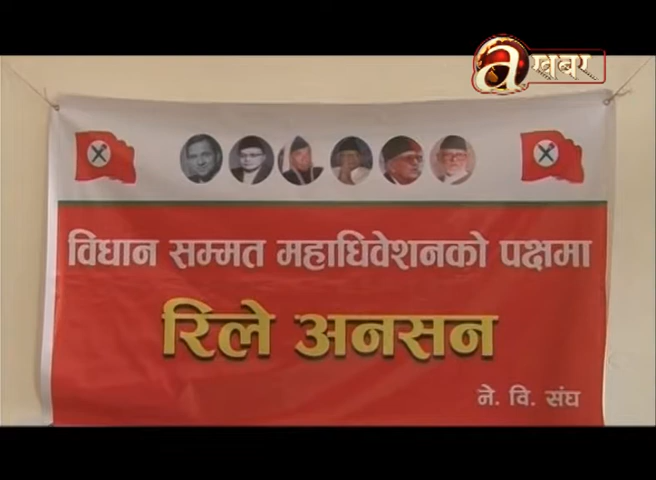 a खबर
विधान सम्मत महाधिवेशनको पक्षमा
रिले अनसन
ने. वि. संघ